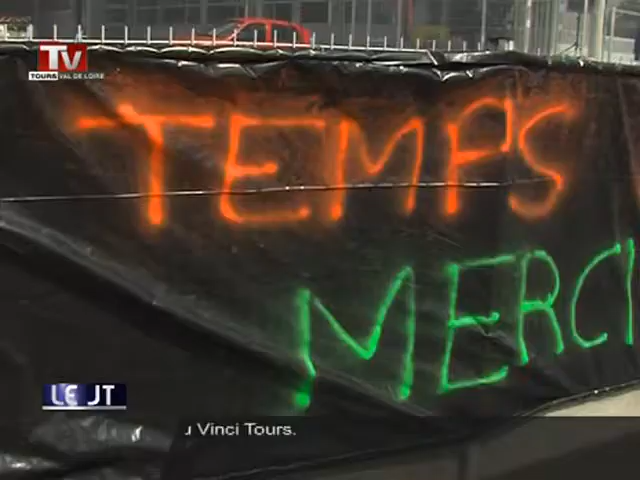 TV
TOURS VAL DE LOIRE
TEMPS
MERCI
LE JT
u Vinci Tours.